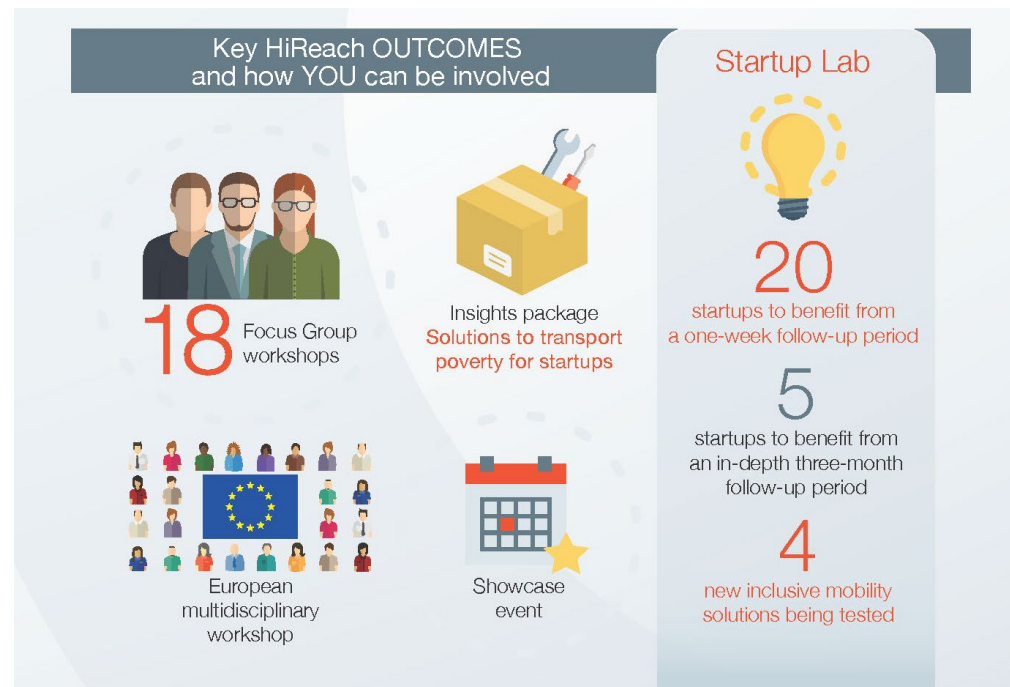 Key HiReach OUTCOMES
and how YOU can be involved
18
Focus Group
workshops
Insights package
Solutions to transport
poverty for startups
European
multidisciplinary
workshop
Showcase
event
Startup Lab
20
startups to benefit from
a one-week follow-up period
5
startups to benefit from
an in-depth three-month
follow-up period
4
new inclusive mobility
solutions being tested